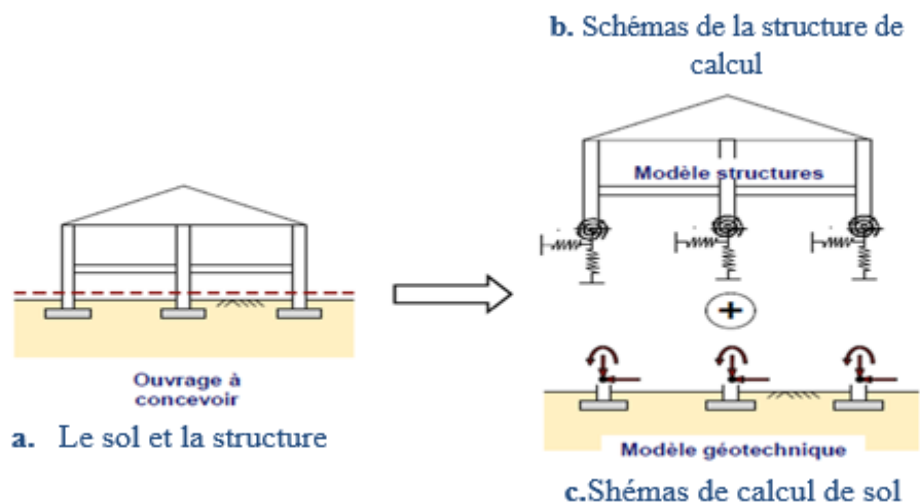 b. Schémas de la structure de
calcul
Modèle structures
+
Ouvrage à
concevoir
a. Le sol et la structure
Modèle géotechnique
c.Shémas de calcul de sol